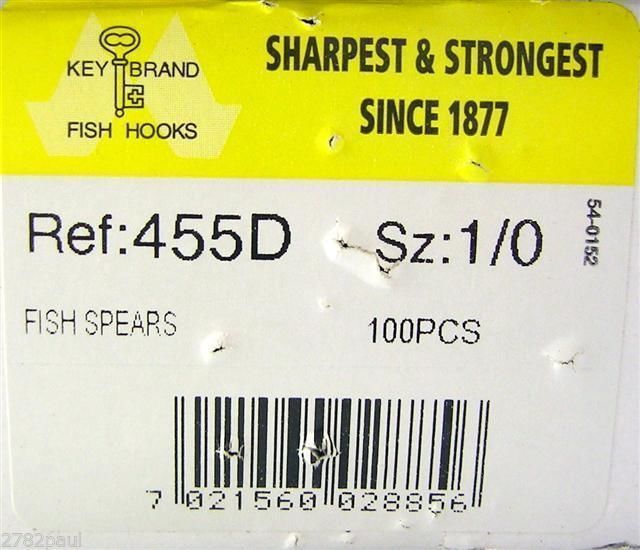 KEY BRAND
FISH HOOKS
SHARPEST & STRONGEST
SINCE 1877
Ref:455D Sz:1/0
54-0152
FISH SPEARS 100PCS
7 021560 028856
2782paul